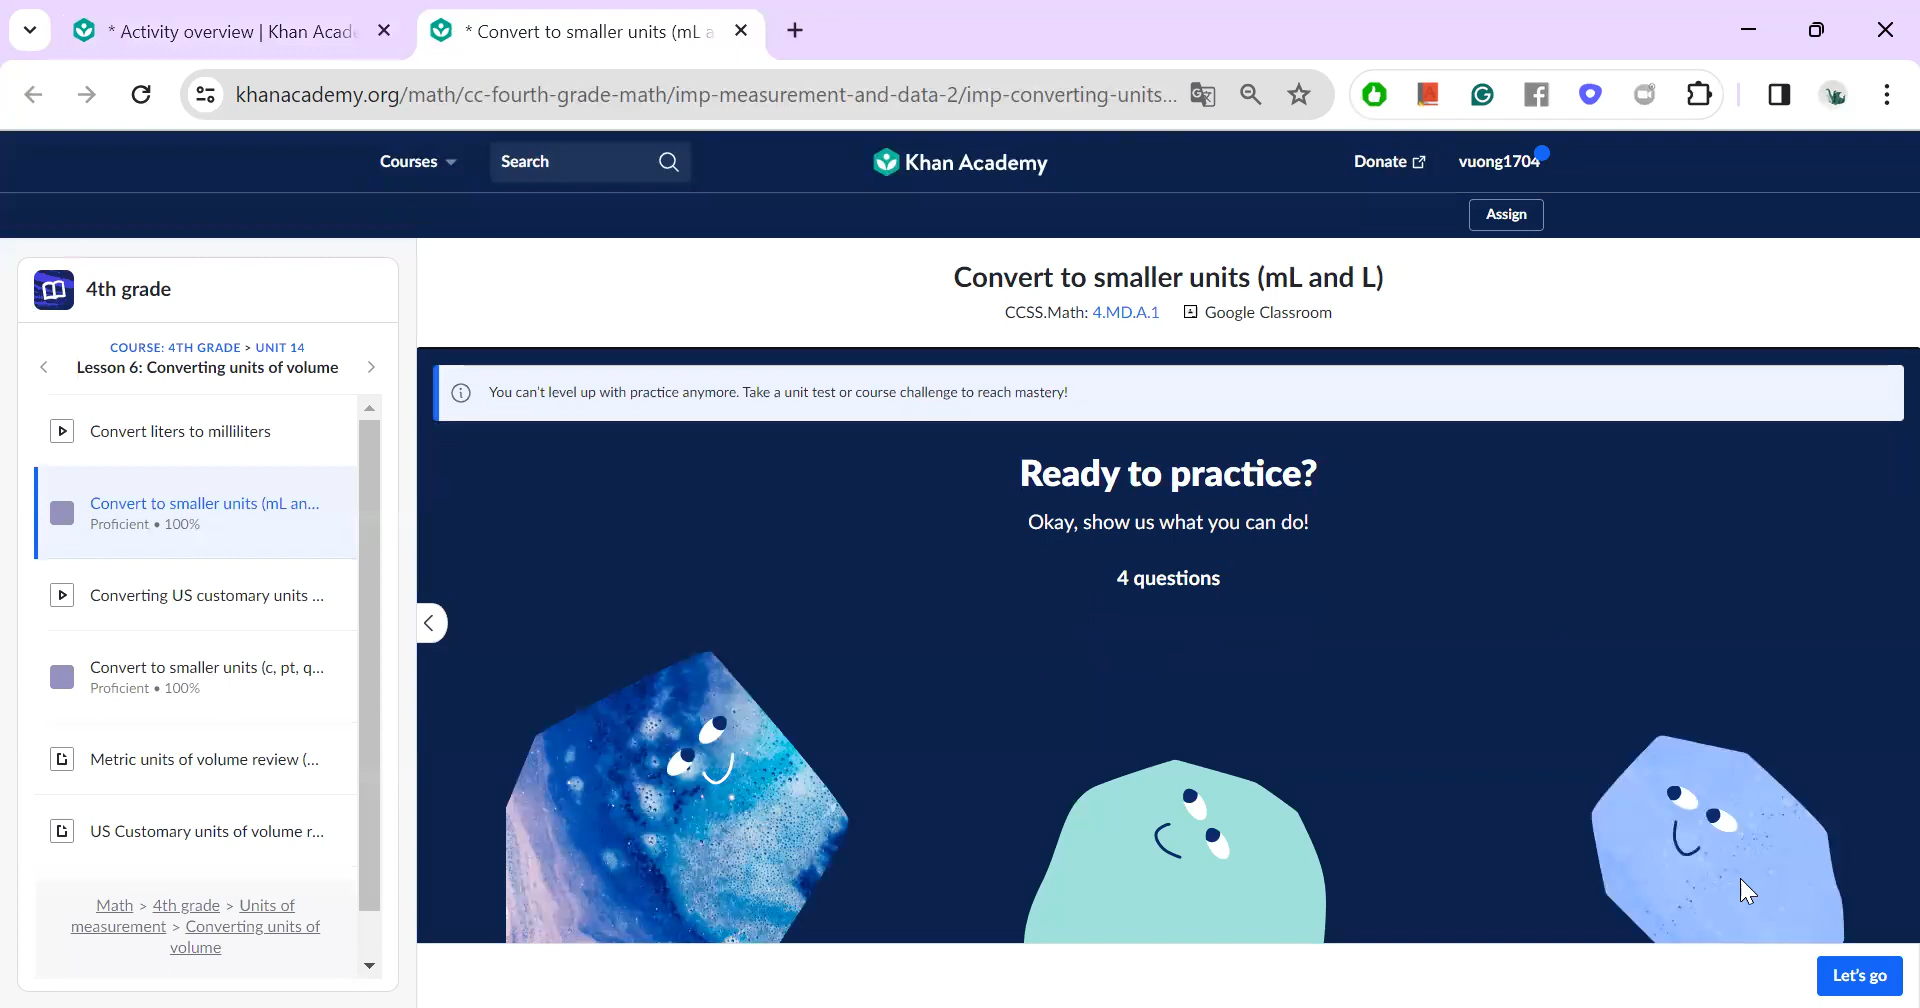 * Activity overview | Khan Acade
* Convert to smaller units (mL a
khanacademy.org/math/cc-fourth-grade-math/imp-measurement-and-data-2/imp-converting-units...
Courses
Search
Khan Academy
Donate
vuong1704
Assign
4th grade
COURSE: 4TH GRADE > UNIT 14
Lesson 6: Converting units of volume
Convert liters to milliliters
Convert to smaller units (mL an...
Proficient • 100%
Converting US customary units ...
Convert to smaller units (c, pt, q...
Proficient • 100%
Metric units of volume review (...
US Customary units of volume r...
Math > 4th grade > Units of
measurement > Converting units of
volume
Convert to smaller units (mL and L)
CCSS.Math: 4.MD.A.1 Google Classroom
You can't level up with practice anymore. Take a unit test or course challenge to reach mastery!
Ready to practice?
Okay, show us what you can do!
4 questions
Let's go